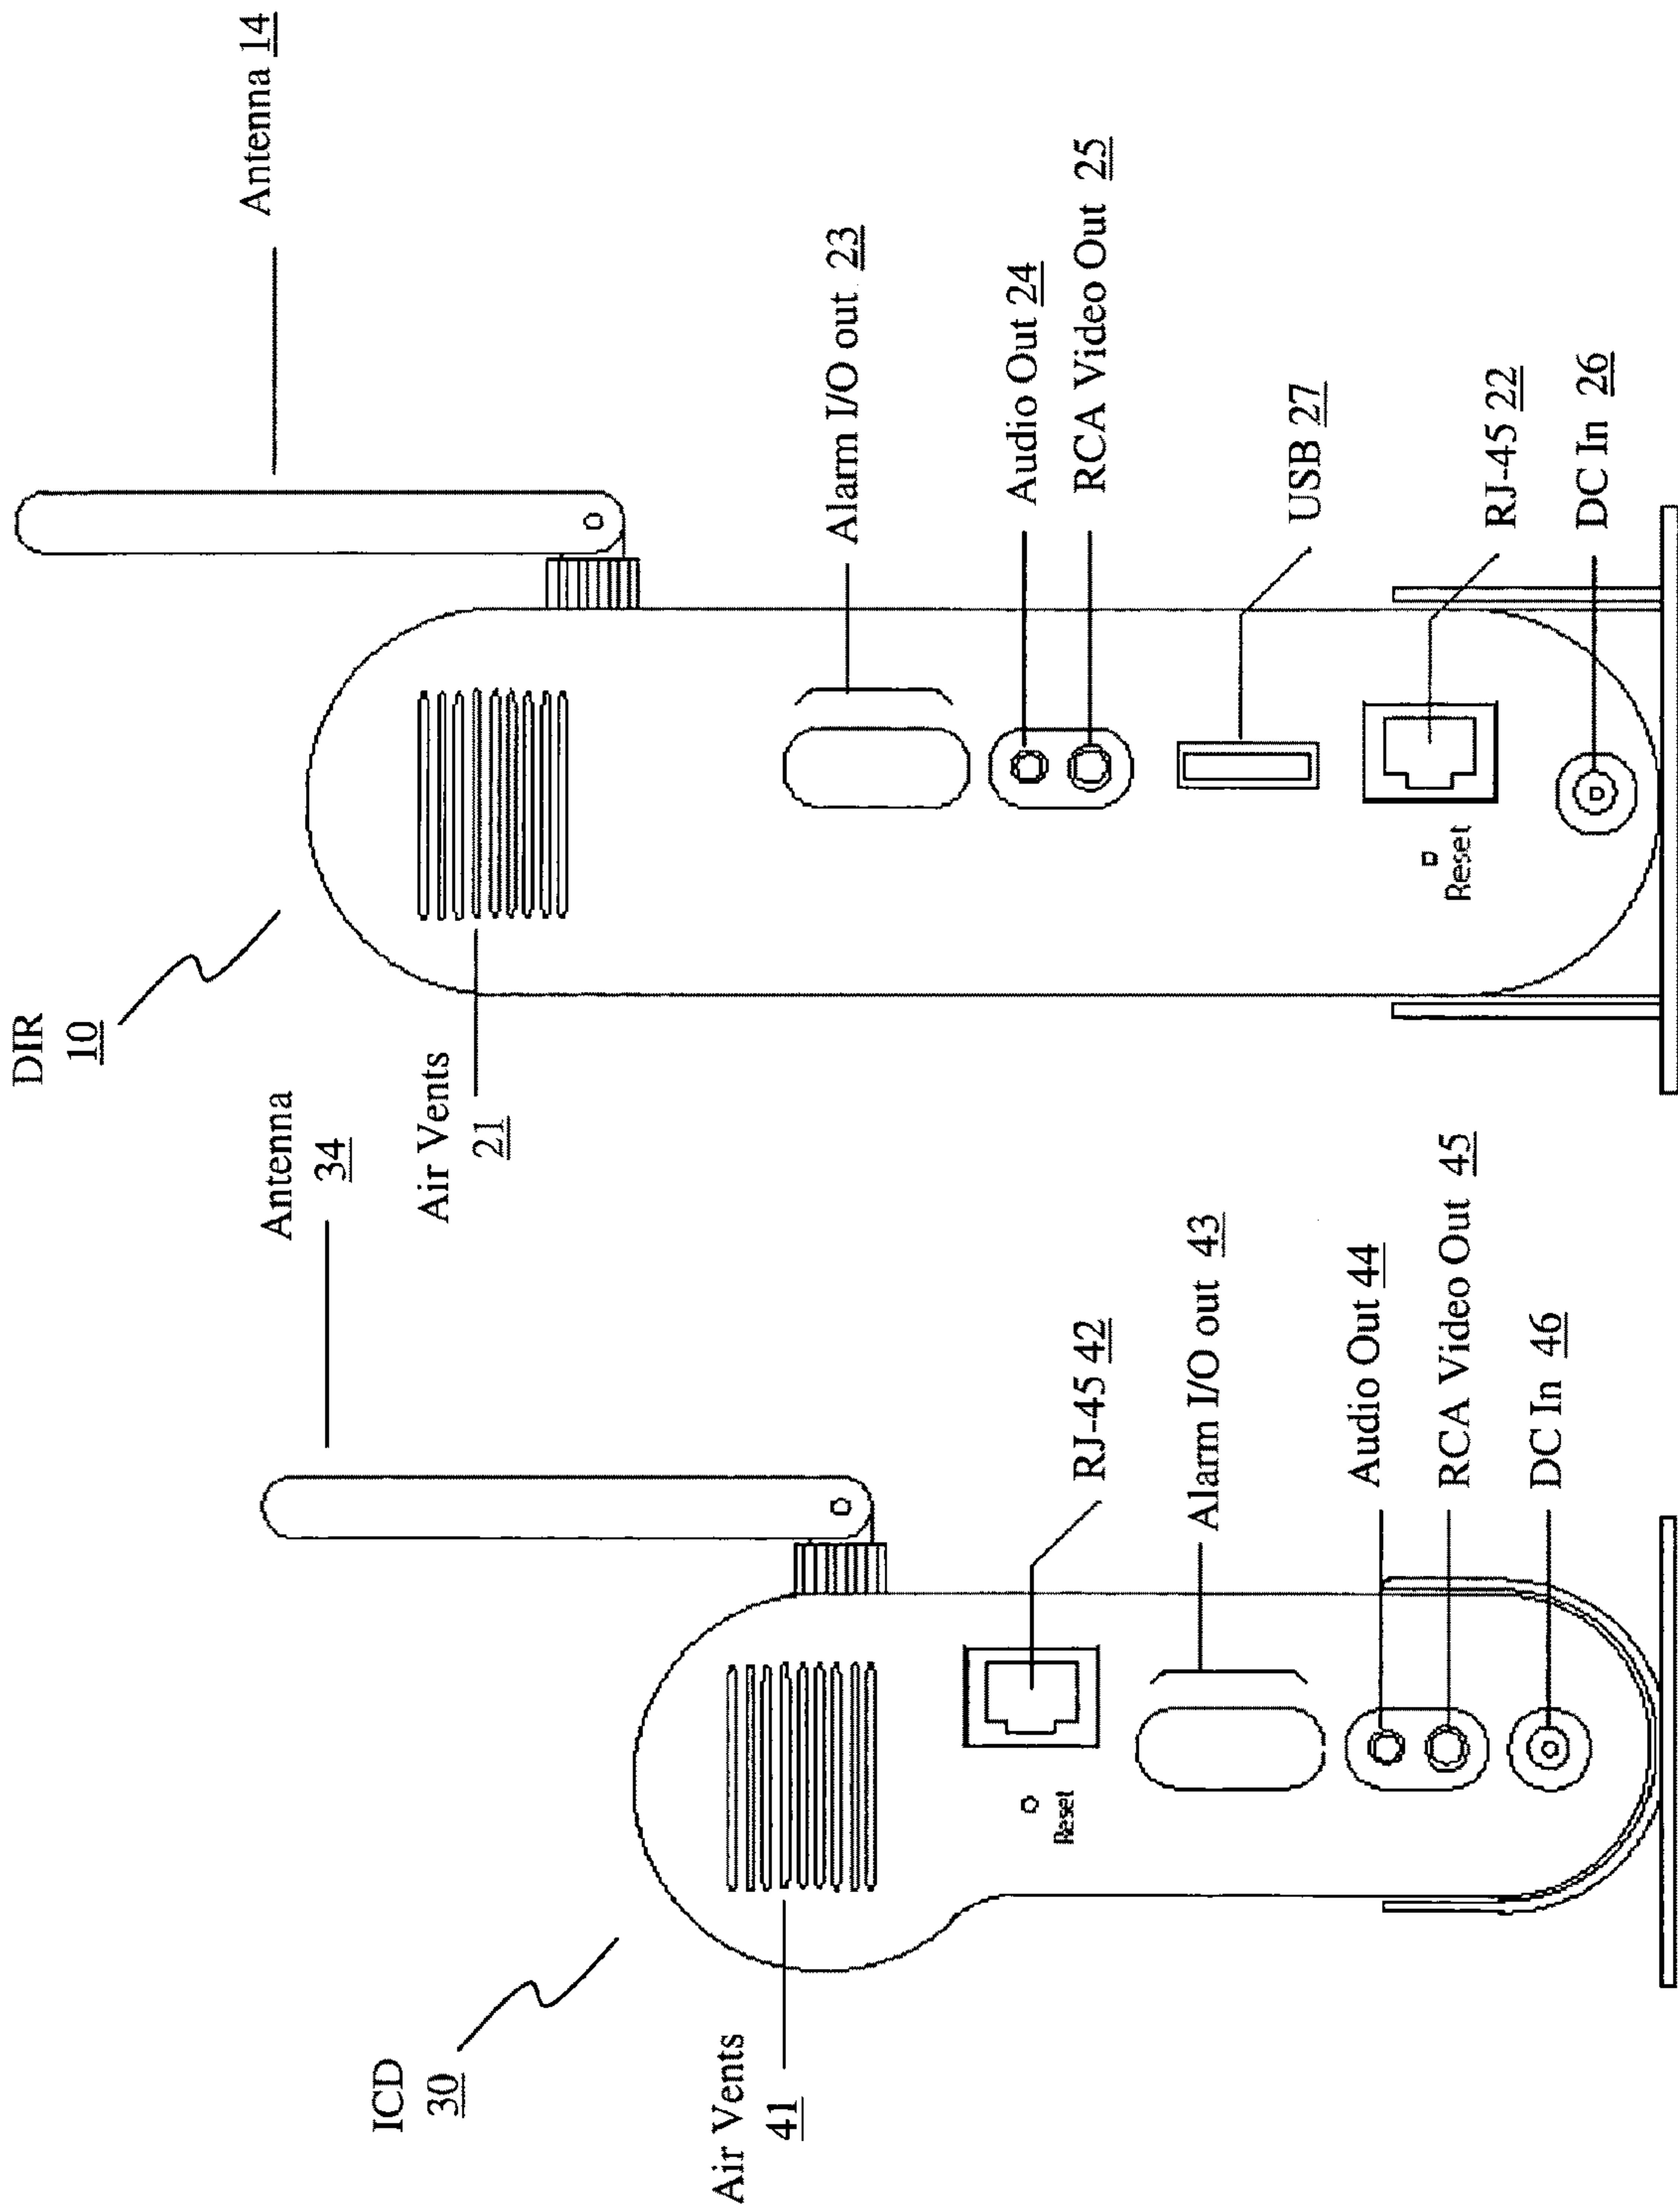 ICD
30
Antenna
34
Air Vents
41
Reset
RJ-45 42
Alarm I/O out 43
Audio Out 44
RCA Video Out 45
DC In 46
DIR
10
Antenna 14
Air Vents
21
Alarm I/O out 23
Audio Out 24
RCA Video Out 25
USB 27
Reset
RJ-45 22
DC In 26